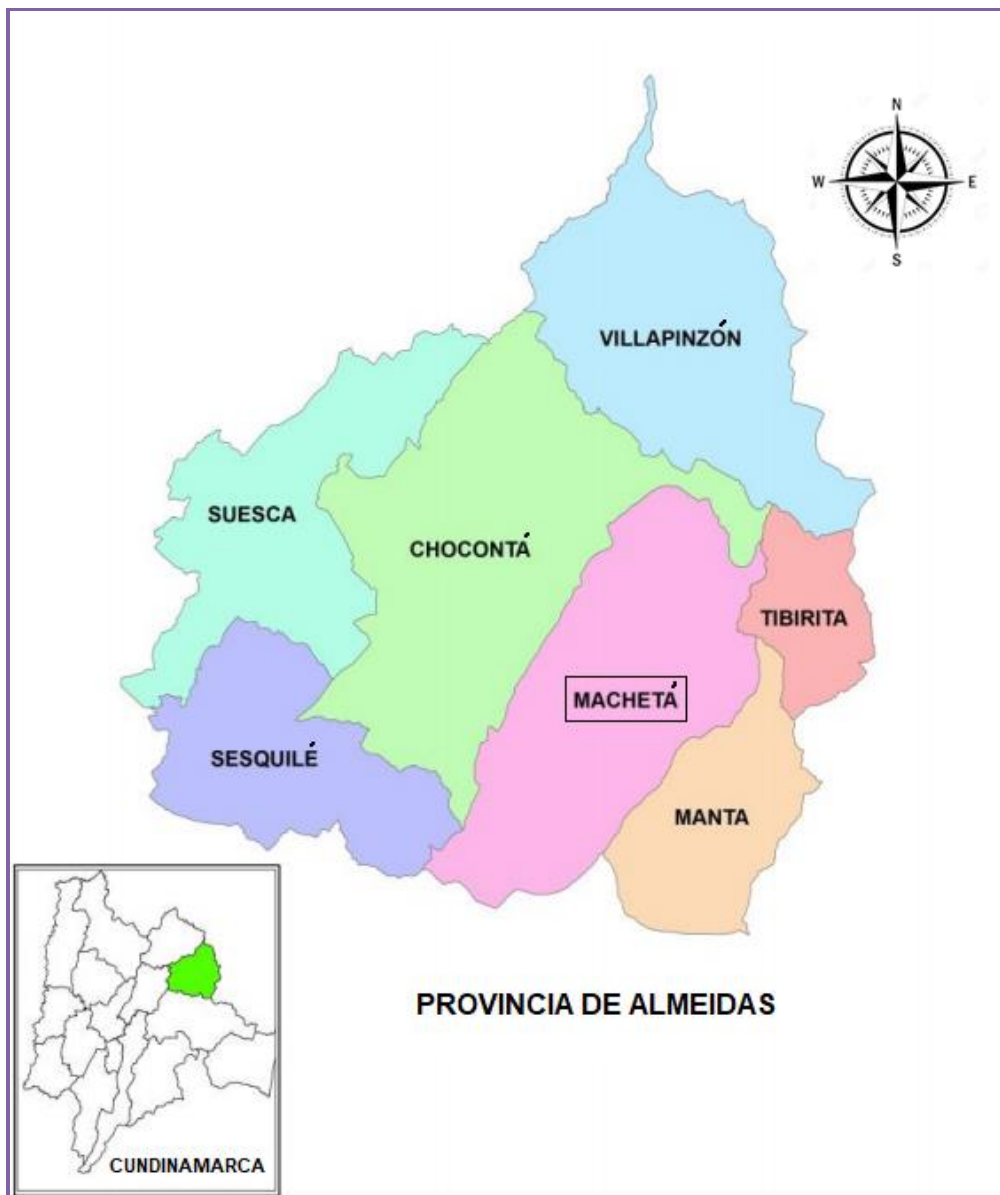 N
W
E
S
VILLAPINZÓN
SUESCA
CHOCONTÁ
TIBIRITA
MACHETÁ
SESQUILÉ
MANTA
PROVINCIA DE ALMEIDAS
CUNDINAMARCA